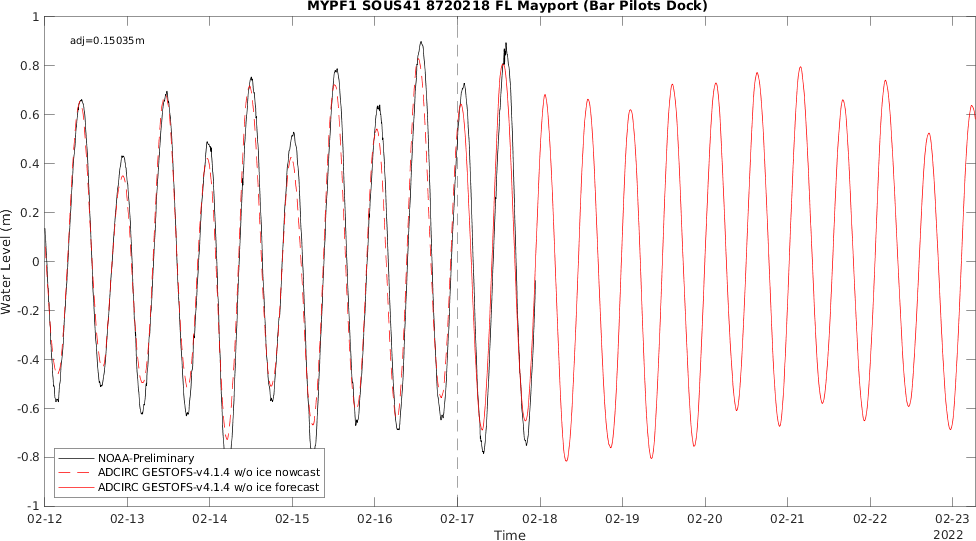 MYPF1 SOUS41 8720218 FL Mayport (Bar Pilots Dock)
adj=0.15035m
1
0.8
0.6
0.4
0.2
0
-0.2
-0.4
-0.6
-0.8
-1
Water Level (m)
NOAA-Preliminary
ADCIRC GESTOFS-v4.1.4 w/o ice nowcast
ADCIRC GESTOFS-v4.1.4 w/o ice forecast
02-12 02-13 02-14 02-15 02-16 02-17 02-18 02-19 02-20 02-21 02-22 02-23
Time
2022